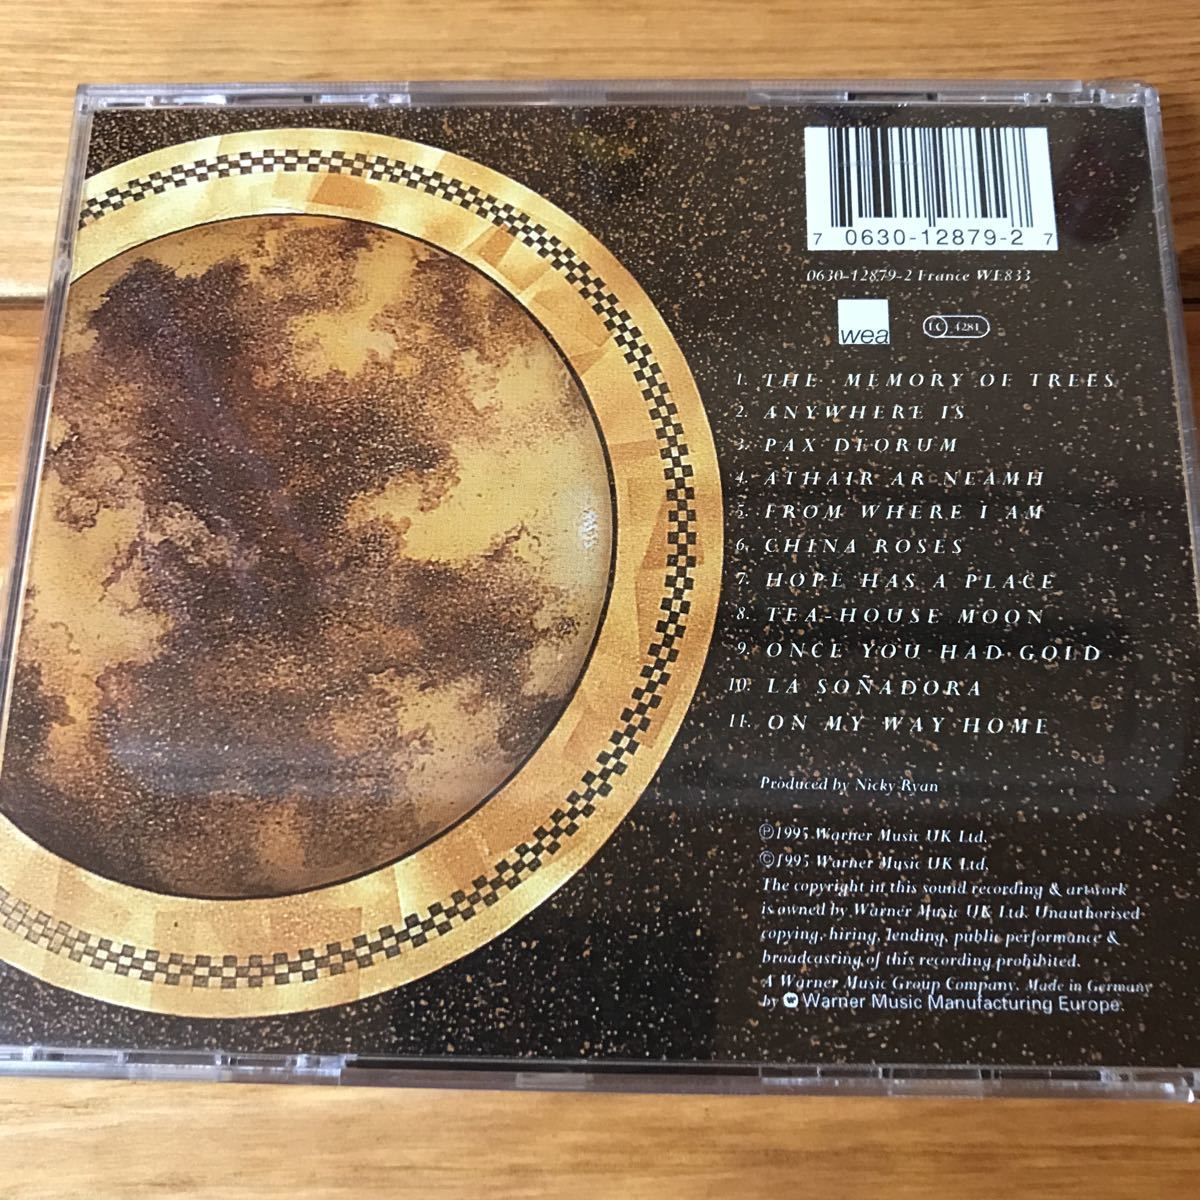 7 0630-12879-2 7
0630-12879-2 France WE833
wea
LC 4281
1. THE MEMORY OF TREES
2. ANYWHERE IS
3. PAX DEORUM
4. ATHAIR AR NEAMH
5. FROM WHERE I AM
6. CHINA ROSES
7. HOPE HAS A PLACE
8. TEA-HOUSE MOON
9. ONCE YOU HAD GOLD
10. LA SOÑADORA
11. ON MY WAY HOME
Produced by Nicky Ryan
℗1995 Warner Music UK Ltd.
©1995 Warner Music UK Ltd.
The copyright in this sound recording & artwork
is owned by Warner Music UK Ltd. Unauthorised
copying, hiring, lending, public performance &
broadcasting of this recording prohibited.
A Warner Music Group Company. Made in Germany
by Warner Music Manufacturing Europe.